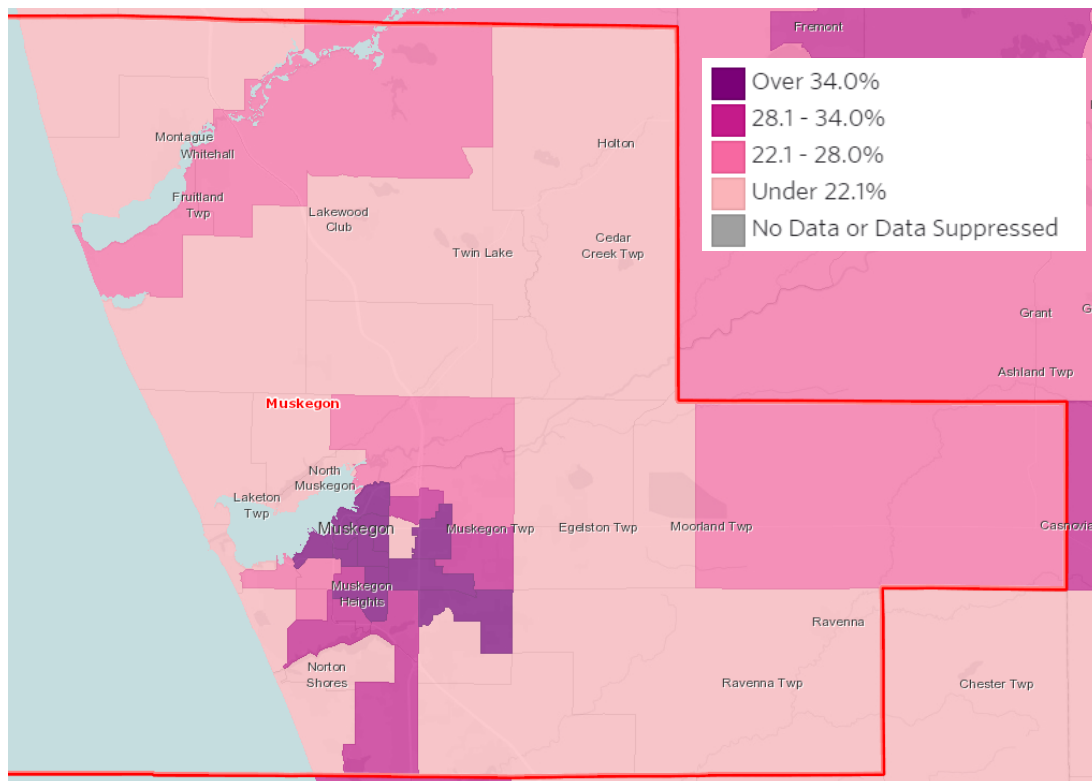 Fremont
Over 34.0%
28.1 - 34.0%
22.1 - 28.0%
Under 22.1%
No Data or Data Suppressed
Montague
Whitehall
Holton
Fruitland
Twp
Lakewood
Club
Twin Lake
Cedar
Creek Twp
Grant
G
Ashland Twp
Muskegon
North
Muskegon
Laketon
Twp
Muskegon
Muskegon Twp
Egelston Twp
Moorland Twp
Casnovia
Muskegon
Heights
Ravenna
Norton
Shores
Ravenna Twp
Chester Twp